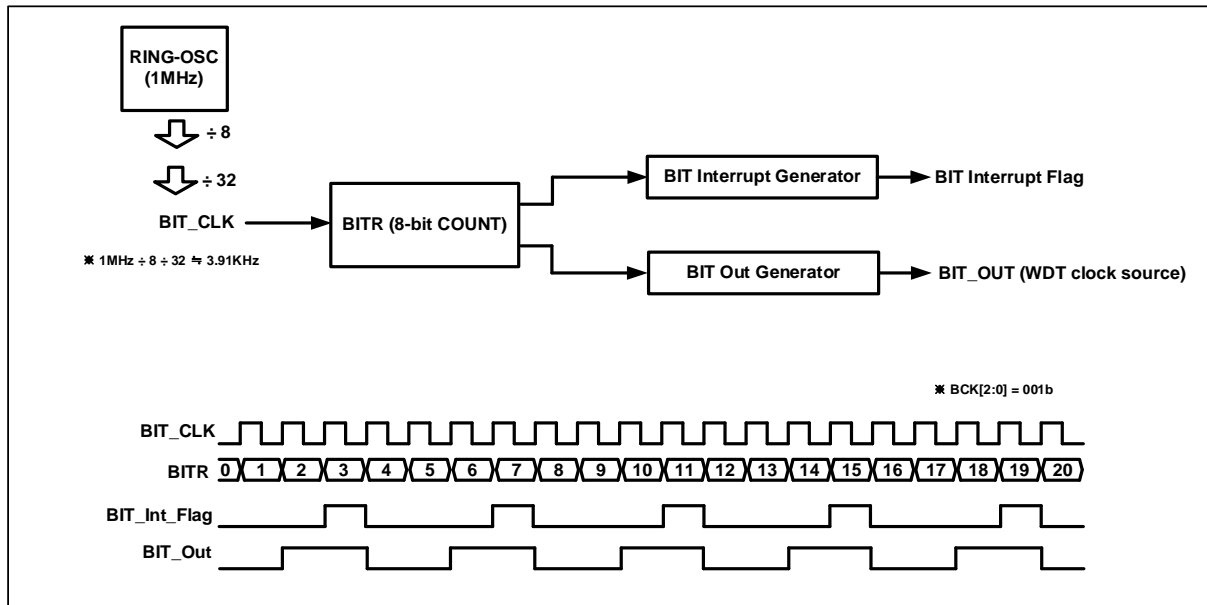 RING-OSC
(1MHz)
÷ 8
÷ 32
BIT_CLK
※ 1MHz ÷ 8 ÷ 32 ≒ 3.91KHz
BITR (8-bit COUNT)
BIT Interrupt Generator
BIT Interrupt Flag
BIT Out Generator
BIT_OUT (WDT clock source)
※ BCK[2:0] = 001b
BIT_CLK
BITR 0 1 2 3 4 5 6 7 8 9 10 11 12 13 14 15 16 17 18 19 20
BIT_Int_Flag
BIT_Out